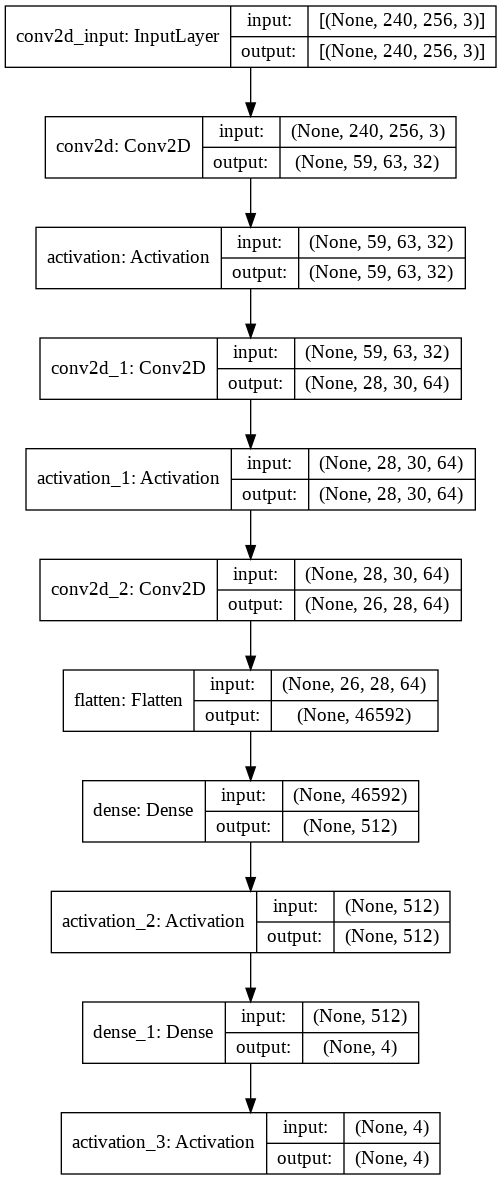 conv2d_input: InputLayer
input: [(None, 240, 256, 3)]
output: [(None, 240, 256, 3)]
conv2d: Conv2D
input: (None, 240, 256, 3)
output: (None, 59, 63, 32)
activation: Activation
input: (None, 59, 63, 32)
output: (None, 59, 63, 32)
conv2d_1: Conv2D
input: (None, 59, 63, 32)
output: (None, 28, 30, 64)
activation_1: Activation
input: (None, 28, 30, 64)
output: (None, 28, 30, 64)
conv2d_2: Conv2D
input: (None, 28, 30, 64)
output: (None, 26, 28, 64)
flatten: Flatten
input: (None, 26, 28, 64)
output: (None, 46592)
dense: Dense
input: (None, 46592)
output: (None, 512)
activation_2: Activation
input: (None, 512)
output: (None, 512)
dense_1: Dense
input: (None, 512)
output: (None, 4)
activation_3: Activation
input: (None, 4)
output: (None, 4)